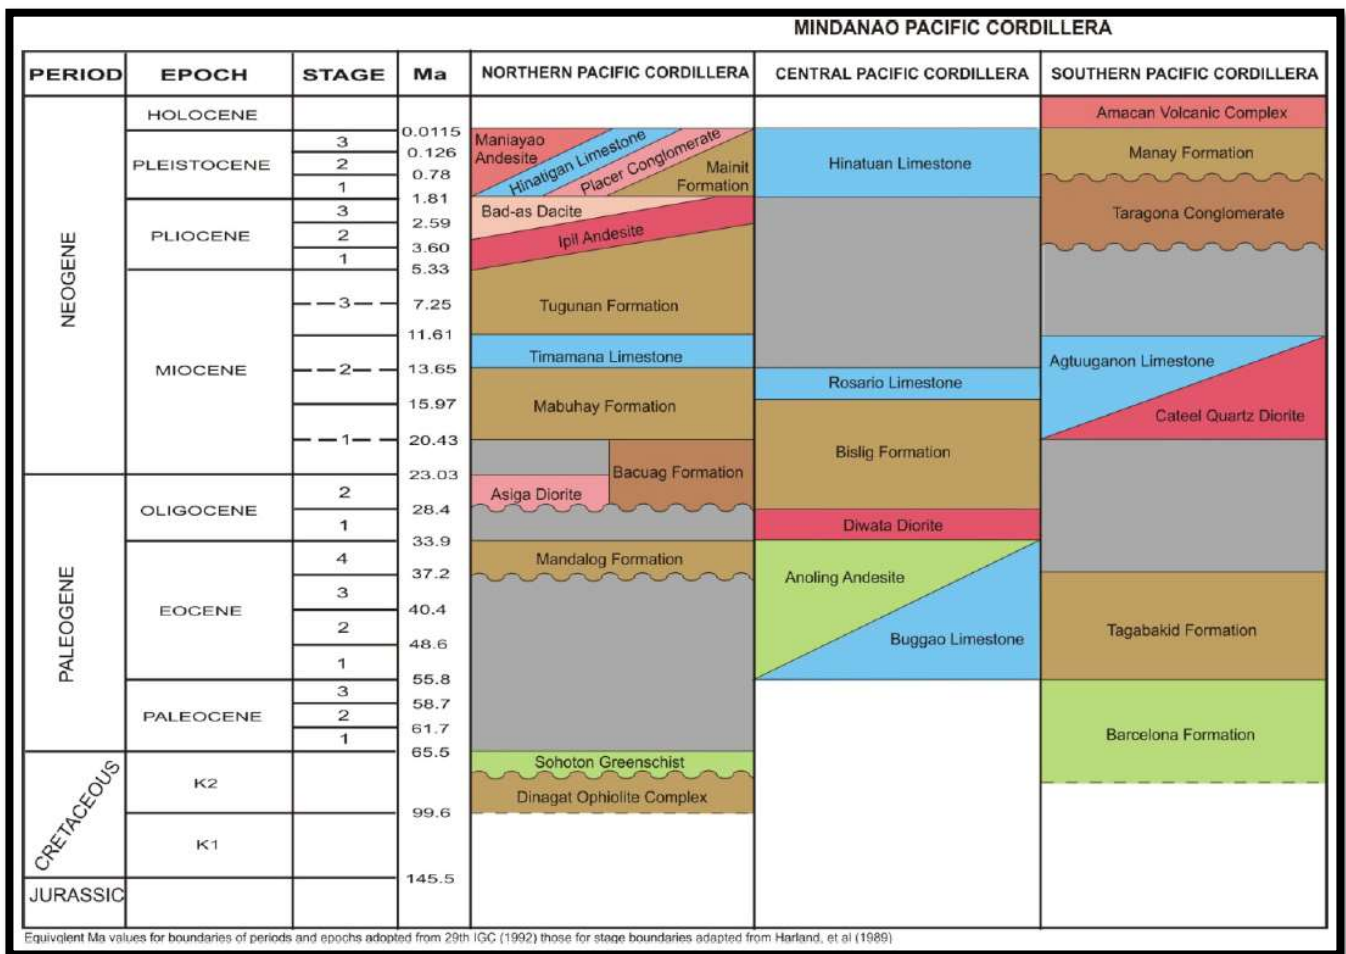 MINDANAO PACIFIC CORDILLERA
PERIOD EPOCH STAGE Ma NORTHERN PACIFIC CORDILLERA CENTRAL PACIFIC CORDILLERA SOUTHERN PACIFIC CORDILLERA
NEOGENE
PALEOGENE
CRETACEOUS
JURASSIC
HOLOCENE
PLEISTOCENE
PLIOCENE
MIOCENE
OLIGOCENE
EOCENE
PALEOCENE
K2
K1
3
2
1
3
2
1
3
2
1
2
1
4
3
2
1
3
2
1
0.0115
0.126
0.78
1.81
2.59
3.60
5.33
7.25
11.61
13.65
15.97
20.43
23.03
28.4
33.9
37.2
40.4
48.6
55.8
58.7
61.7
65.5
99.6
145.5
Maniayao
Andesite
Hinatigan Limestone
Placer Conglomerate
Mainit
Formation
Bad-as Dacite
Ipil Andesite
Tugunan Formation
Timamana Limestone
Mabuhay Formation
Bacuag Formation
Asiga Diorite
Mandalog Formation
Sohoton Greenschist
Dinagat Ophiolite Complex
Hinatuan Limestone
Rosario Limestone
Bislig Formation
Diwata Diorite
Anoling Andesite
Buggao Limestone
Amacan Volcanic Complex
Manay Formation
Taragona Conglomerate
Agtuuganon Limestone
Cateel Quartz Diorite
Tagabakid Formation
Barcelona Formation
Equivalent Ma values for boundaries of periods and epochs adopted from 29th IGC (1992) those for stage boundaries adapted from Harland, et al (1989)